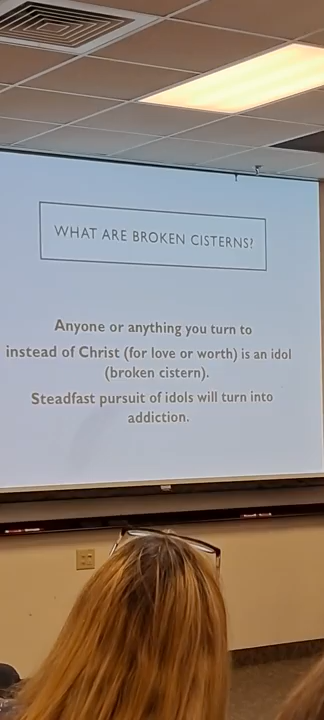 WHAT ARE BROKEN CISTERNS?
Anyone or anything you turn to
instead of Christ (for love or worth) is an idol
(broken cistern).
Steadfast pursuit of idols will turn into
addiction.